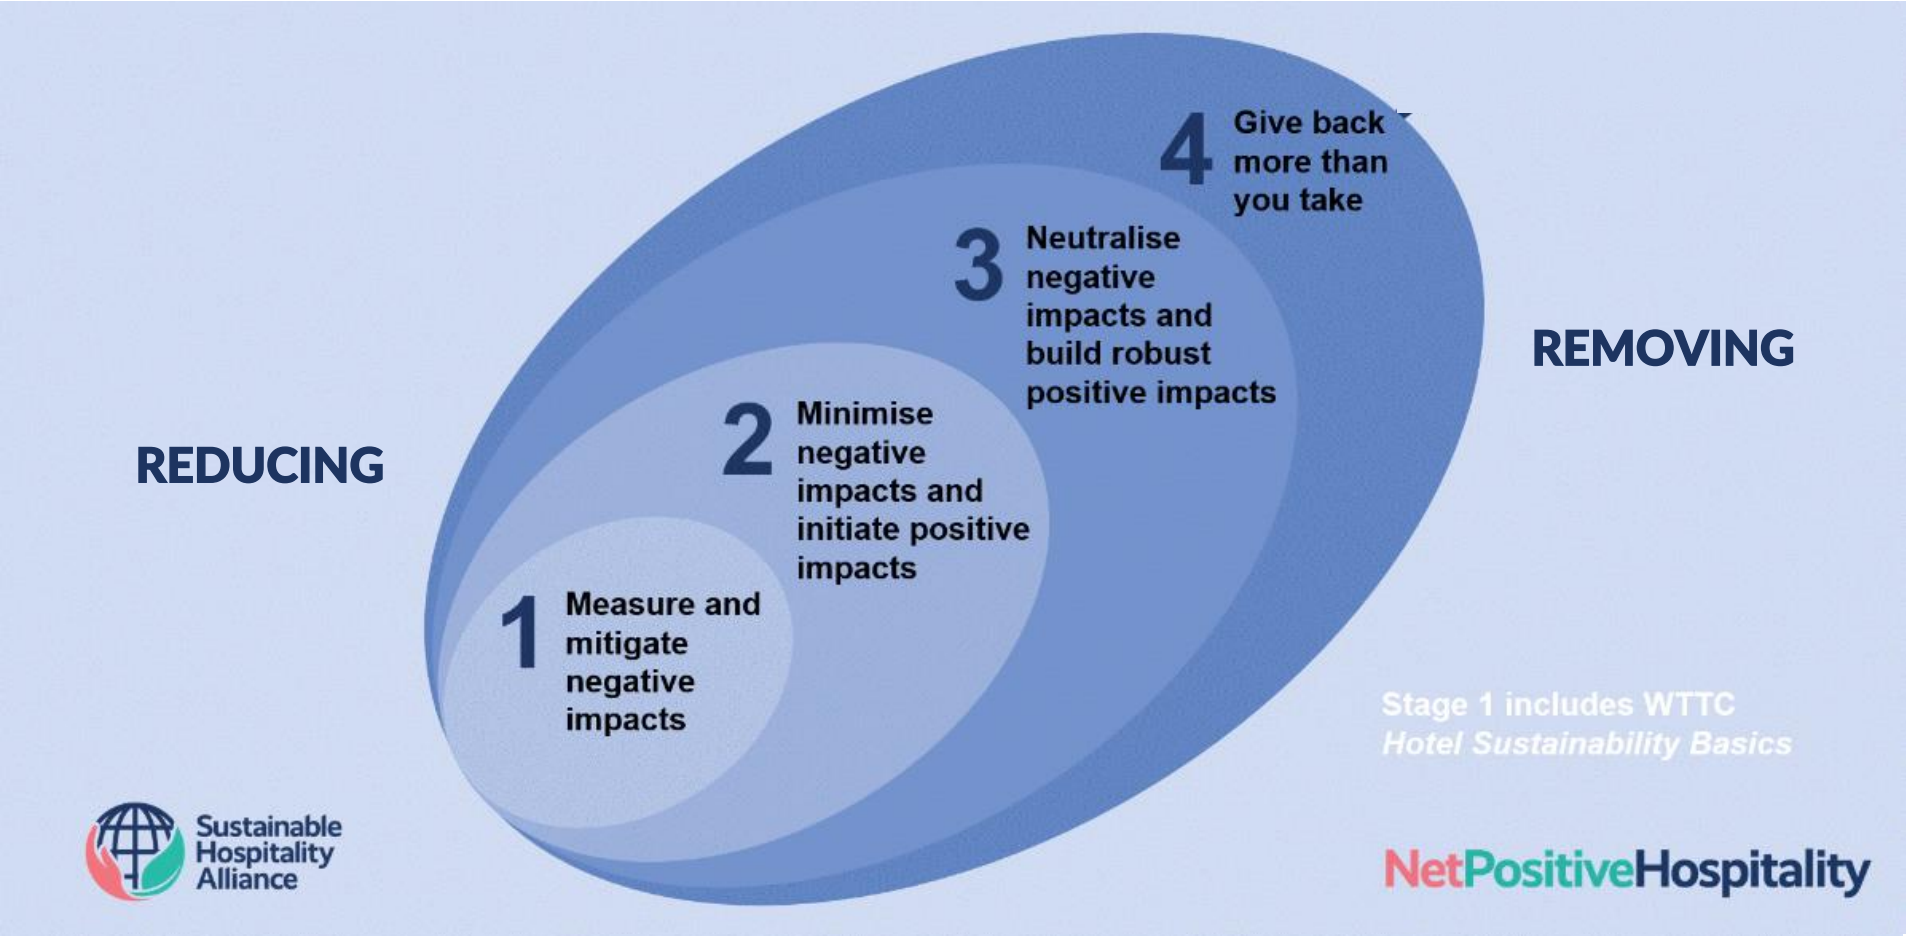 4 Give back
more than
you take
3 Neutralise
negative
impacts and
build robust
positive impacts
REMOVING
2 Minimise
negative
impacts and
initiate positive
impacts
REDUCING
1 Measure and
mitigate
negative
impacts
Stage 1 includes WTTC
Hotel Sustainability Basics
Sustainable
Hospitality
Alliance
NetPositiveHospitality